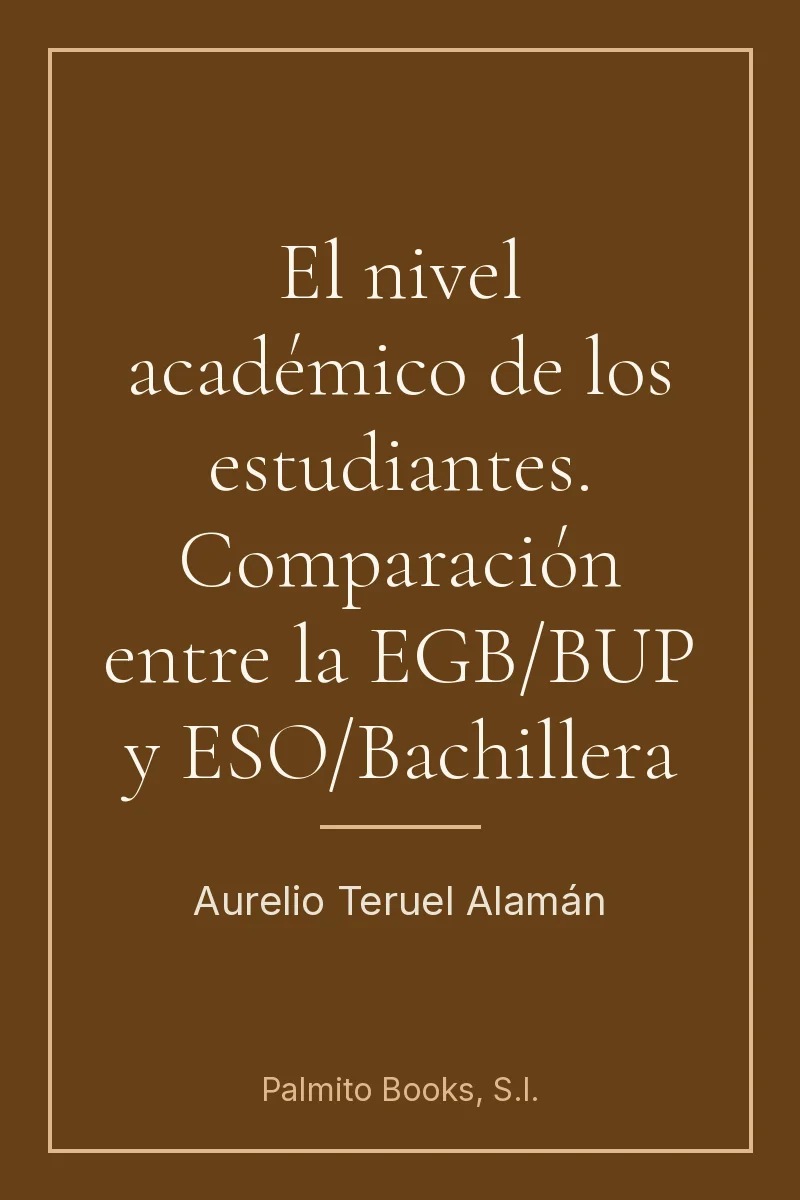 El nivel
académico de los
estudiantes.
Comparación
entre la EGB/BUP
y ESO/Bachillera
Aurelio Teruel Alamán
Palmito Books, S.l.